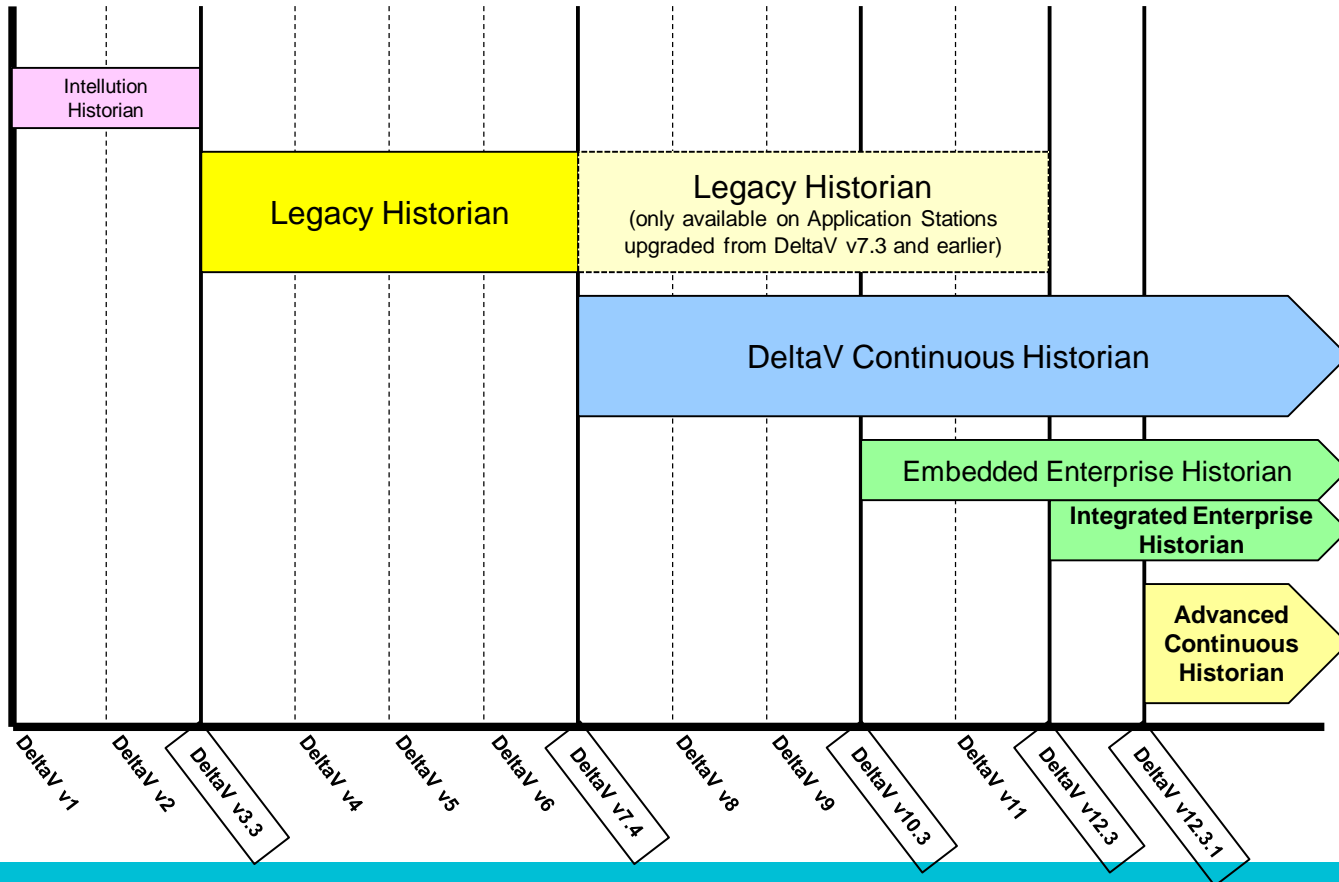 Intellution
Historian
Legacy Historian
Legacy Historian
(only available on Application Stations
upgraded from DeltaV v7.3 and earlier)
DeltaV Continuous Historian
Embedded Enterprise Historian
Integrated Enterprise
Historian
Advanced
Continuous
Historian
DeltaV v1
DeltaV v2
DeltaV v3.3
DeltaV v4
DeltaV v5
DeltaV v6
DeltaV v7.4
DeltaV v8
DeltaV v9
DeltaV v10.3
DeltaV v11
DeltaV v12.3
DeltaV v12.3.1